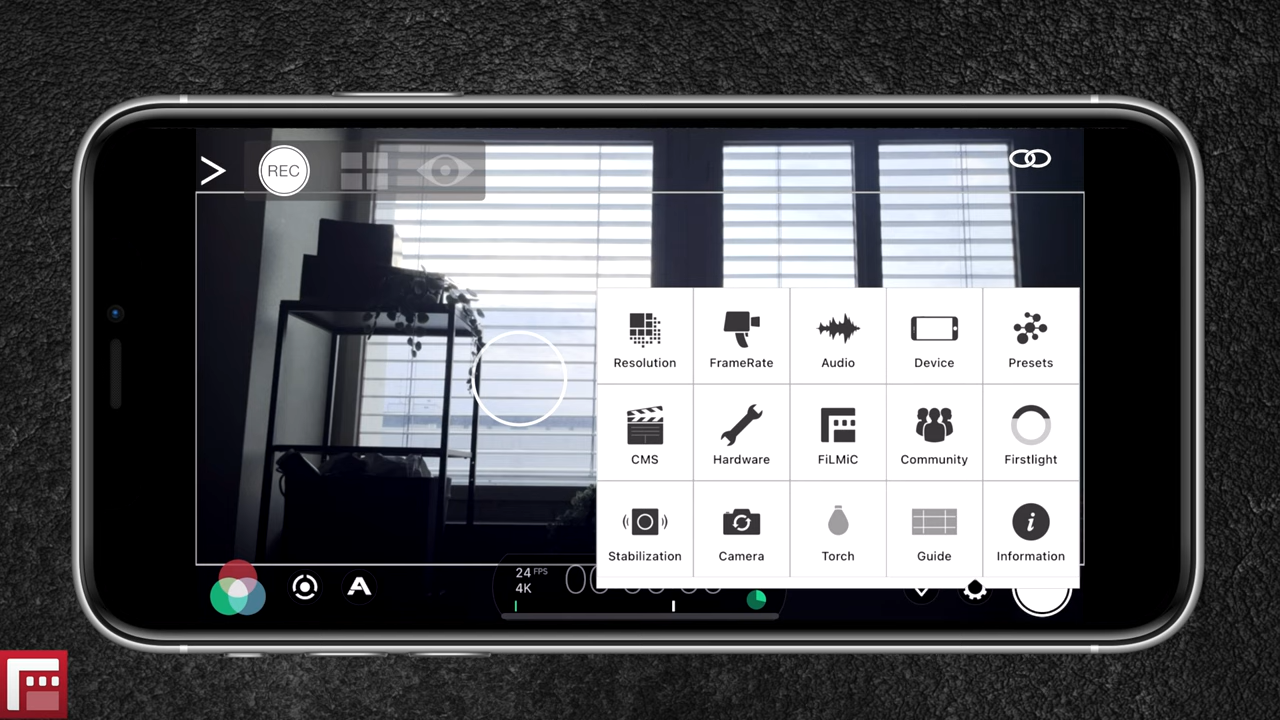 REC
Resolution
FrameRate
Audio
Device
Presets
CMS
Hardware
FiLMiC
Community
Firstlight
Stabilization
Camera
Torch
Guide
Information
24 FPS
4K